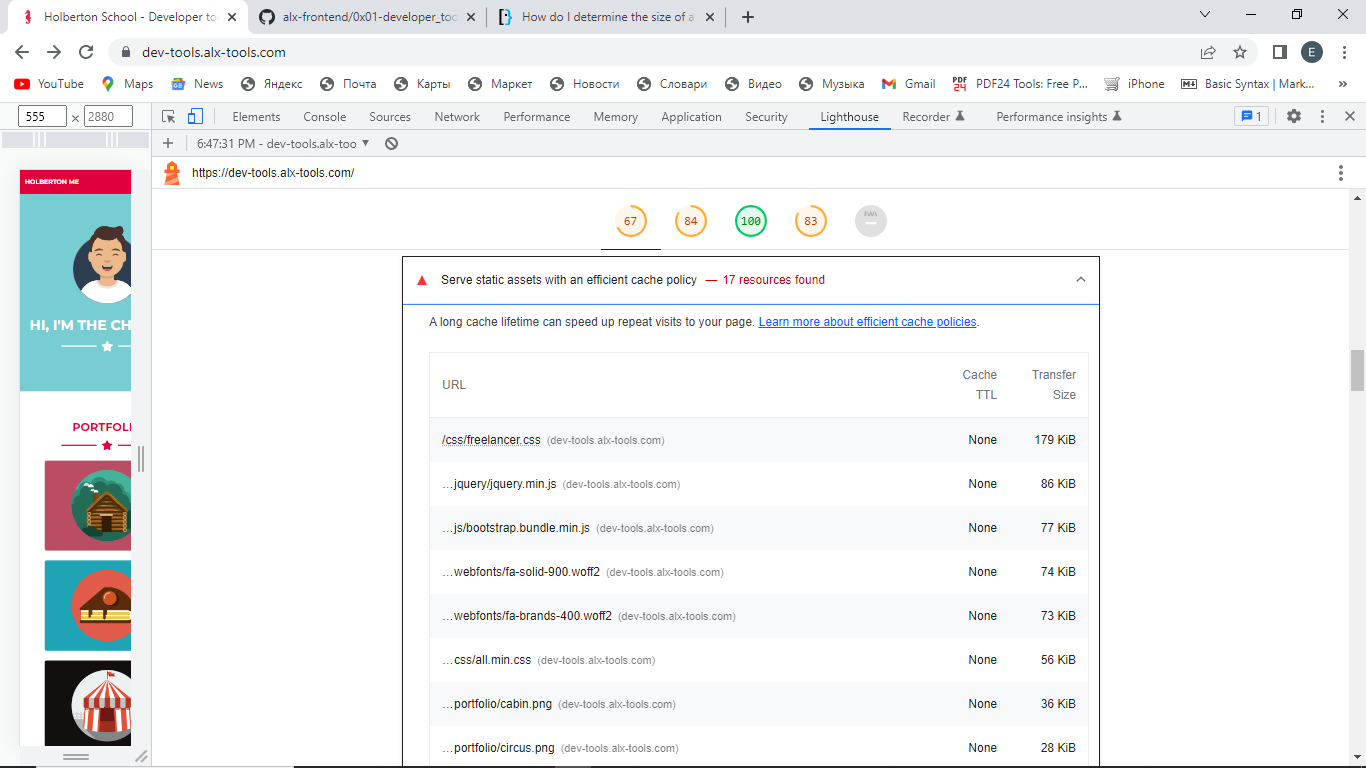 Holberton School - Developer to
alx-frontend/0x01-developer_too
How do I determine the size of a
dev-tools.alx-tools.com
E
YouTube Maps News Яндекс Почта Карты Маркет Новости Словари Видео Музыка Gmail PDF24 Tools: Free P... iPhone Basic Syntax | Mark... »
555 × 2880
Elements Console Sources Network Performance Memory Application Security Lighthouse Recorder Performance insights 1
6:47:31 PM - dev-tools.alx-too
https://dev-tools.alx-tools.com/
HOLBERTON ME
HI, I'M THE CH
PORTFOLI
67 84 100 83 PWA
Serve static assets with an efficient cache policy — 17 resources found
A long cache lifetime can speed up repeat visits to your page. Learn more about efficient cache policies.
URL Cache TTL Transfer Size
/css/freelancer.css (dev-tools.alx-tools.com) None 179 KiB
…jquery/jquery.min.js (dev-tools.alx-tools.com) None 86 KiB
…js/bootstrap.bundle.min.js (dev-tools.alx-tools.com) None 77 KiB
…webfonts/fa-solid-900.woff2 (dev-tools.alx-tools.com) None 74 KiB
…webfonts/fa-brands-400.woff2 (dev-tools.alx-tools.com) None 73 KiB
…css/all.min.css (dev-tools.alx-tools.com) None 56 KiB
…portfolio/cabin.png (dev-tools.alx-tools.com) None 36 KiB
…portfolio/circus.png (dev-tools.alx-tools.com) None 28 KiB